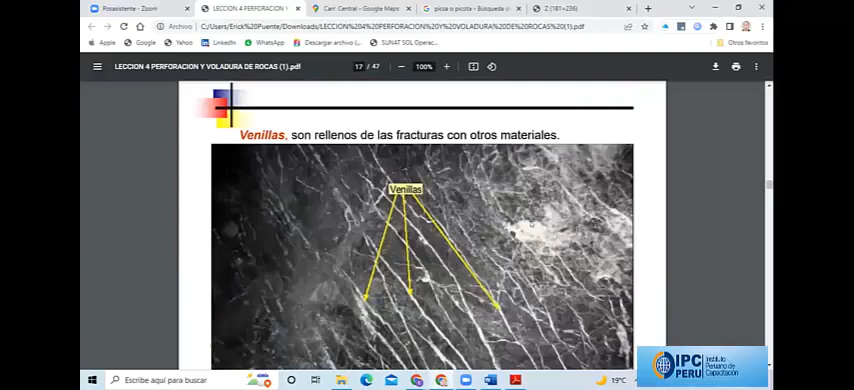 Posasistente - Zoom
LECCION 4 PERFORACION Y V
Carr. Central - Google Maps
picsa o picota - Búsqueda
Z (181×236)
Archivo
C:/Users/Erick%20Puente/Downloads/LECCION%204%20PERFORACION%20Y%20VOLADURA%20DE%20ROCAS%20(1).pdf
Apple
Google
Yahoo
LinkedIn
WhatsApp
Descargar archivo (...
SUNAT SOL Operac...
Otros favoritos
LECCION 4 PERFORACION Y VOLADURA DE ROCAS (1).pdf
17 / 47
100%
Venillas, son rellenos de las fracturas con otros materiales.
Venillas
IPC PERU
Instituto
Peruano de
Capacitación
Escribe aquí para buscar
19°C